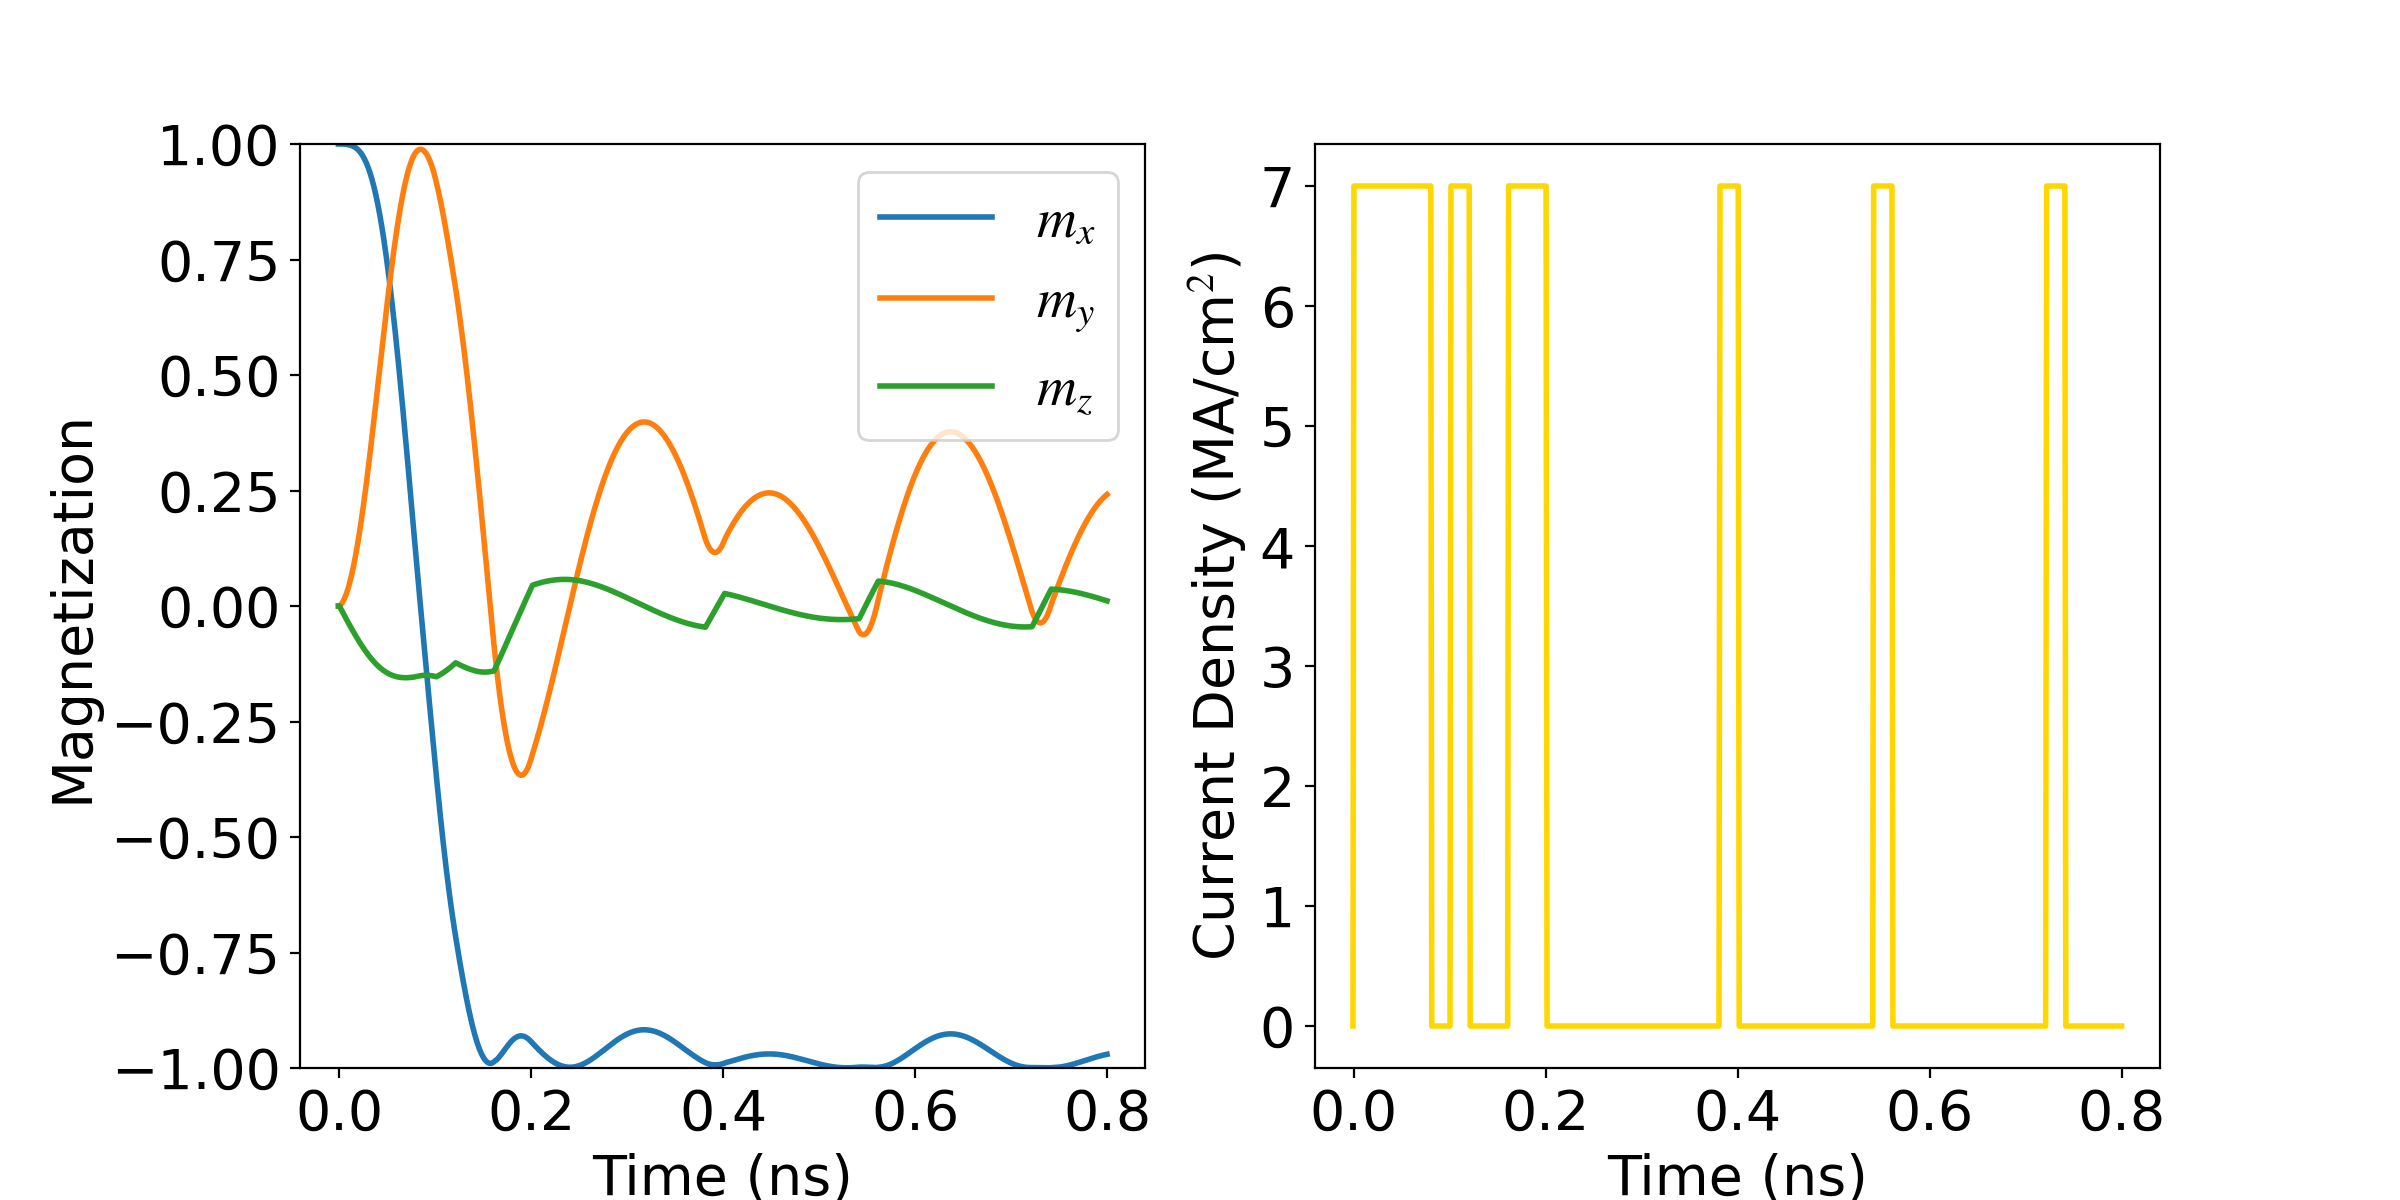 Magnetization
1.00
0.75
0.50
0.25
0.00
−0.25
−0.50
−0.75
−1.00
0.0 0.2 0.4 0.6 0.8
Time (ns)
m_x
m_y
m_z
Current Density (MA/cm²)
7
6
5
4
3
2
1
0
0.0 0.2 0.4 0.6 0.8
Time (ns)